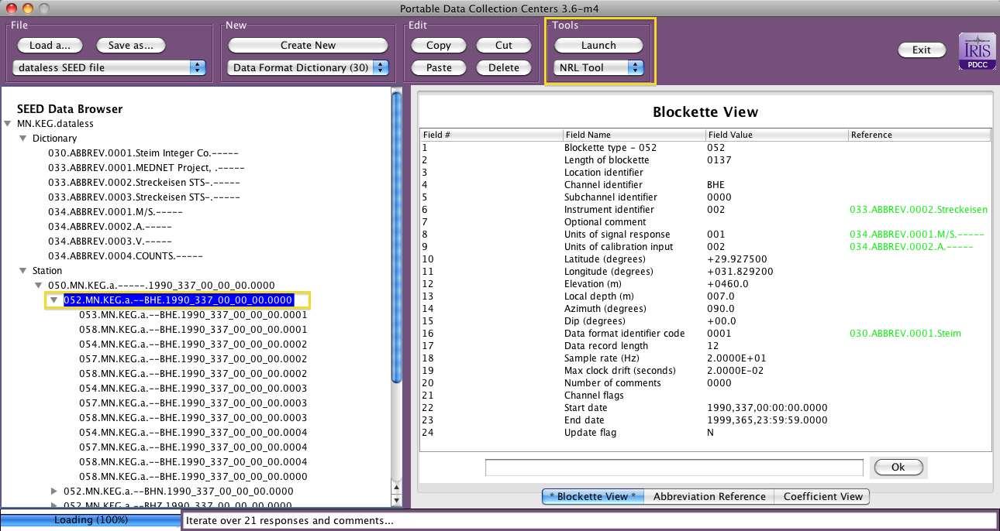 Portable Data Collection Centers 3.6-m4
File
Load a...
Save as...
dataless SEED file
New
Create New
Data Format Dictionary (30)
Edit
Copy
Cut
Paste
Delete
Tools
Launch
NRL Tool
Exit
IRIS
PDCC
SEED Data Browser
MN.KEG.dataless
Dictionary
030.ABBREV.0001.Steim Integer Co.-----
033.ABBREV.0001.MEDNET Project, .-----
033.ABBREV.0002.Streckeisen STS-.-----
033.ABBREV.0003.Streckeisen STS-.-----
034.ABBREV.0001.M/S.-----
034.ABBREV.0002.A.-----
034.ABBREV.0003.V.-----
034.ABBREV.0004.COUNTS.-----
Station
050.MN.KEG.a.-----.1990_337_00_00_00.0000
052.MN.KEG.a.--BHE.1990_337_00_00_00.0000
053.MN.KEG.a.--BHE.1990_337_00_00_00.0001
058.MN.KEG.a.--BHE.1990_337_00_00_00.0001
054.MN.KEG.a.--BHE.1990_337_00_00_00.0002
057.MN.KEG.a.--BHE.1990_337_00_00_00.0002
058.MN.KEG.a.--BHE.1990_337_00_00_00.0002
054.MN.KEG.a.--BHE.1990_337_00_00_00.0003
057.MN.KEG.a.--BHE.1990_337_00_00_00.0003
058.MN.KEG.a.--BHE.1990_337_00_00_00.0003
054.MN.KEG.a.--BHE.1990_337_00_00_00.0004
057.MN.KEG.a.--BHE.1990_337_00_00_00.0004
058.MN.KEG.a.--BHE.1990_337_00_00_00.0004
058.MN.KEG.a.--BHE.1990_337_00_00_00.0000
052.MN.KEG.a.--BHN.1990_337_00_00_00.0000
052.MN.KEG.a.--BHZ.1990_337_00_00_00.0000
Blockette View
Field # Field Name Field Value Reference
1 Blockette type - 052 052
2 Length of blockette 0137
3 Location identifier
4 Channel identifier BHE
5 Subchannel identifier 0000
6 Instrument identifier 002 033.ABBREV.0002.Streckeisen
7 Optional comment
8 Units of signal response 001 034.ABBREV.0001.M/S.-----
9 Units of calibration input 002 034.ABBREV.0002.A.-----
10 Latitude (degrees) +29.927500
11 Longitude (degrees) +031.829200
12 Elevation (m) +0460.0
13 Local depth (m) 007.0
14 Azimuth (degrees) 090.0
15 Dip (degrees) +00.0
16 Data format identifier code 0001 030.ABBREV.0001.Steim
17 Data record length 12
18 Sample rate (Hz) 2.0000E+01
19 Max clock drift (seconds) 2.0000E-02
20 Number of comments 0000
21 Channel flags
22 Start date 1990,337,00:00:00.0000
23 End date 1999,365,23:59:59.0000
24 Update flag N
Ok
* Blockette View *
Abbreviation Reference
Coefficient View
Loading (100%)
Iterate over 21 responses and comments...